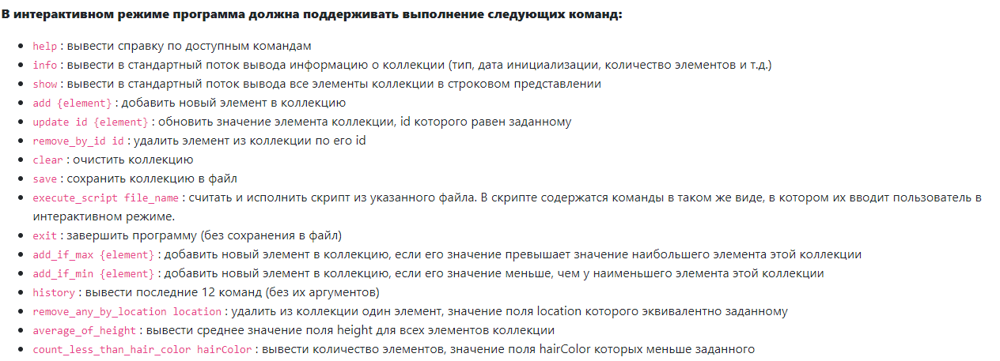 В интерактивном режиме программа должна поддерживать выполнение следующих команд:
help : вывести справку по доступным командам
info : вывести в стандартный поток вывода информацию о коллекции (тип, дата инициализации, количество элементов и т.д.)
show : вывести в стандартный поток вывода все элементы коллекции в строковом представлении
add {element} : добавить новый элемент в коллекцию
update id {element} : обновить значение элемента коллекции, id которого равен заданному
remove_by_id id : удалить элемент из коллекции по его id
clear : очистить коллекцию
save : сохранить коллекцию в файл
execute_script file_name : считать и исполнить скрипт из указанного файла. В скрипте содержатся команды в таком же виде, в котором их вводит пользователь в
интерактивном режиме.
exit : завершить программу (без сохранения в файл)
add_if_max {element} : добавить новый элемент в коллекцию, если его значение превышает значение наибольшего элемента этой коллекции
add_if_min {element} : добавить новый элемент в коллекцию, если его значение меньше, чем у наименьшего элемента этой коллекции
history : вывести последние 12 команд (без их аргументов)
remove_any_by_location location : удалить из коллекции один элемент, значение поля location которого эквивалентно заданному
average_of_height : вывести среднее значение поля height для всех элементов коллекции
count_less_than_hair_color hairColor : вывести количество элементов, значение поля hairColor которых меньше заданного